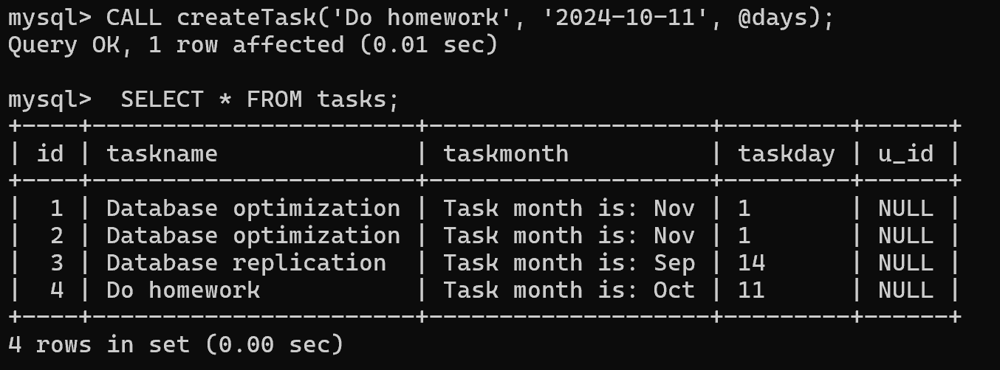 mysql> CALL createTask('Do homework', '2024-10-11', @days);
Query OK, 1 row affected (0.01 sec)

mysql>  SELECT * FROM tasks;
+----+-----------------------+--------------------+---------+------+
| id | taskname              | taskmonth          | taskday | u_id |
+----+-----------------------+--------------------+---------+------+
|  1 | Database optimization | Task month is: Nov | 1       | NULL |
|  2 | Database optimization | Task month is: Nov | 1       | NULL |
|  3 | Database replication  | Task month is: Sep | 14      | NULL |
|  4 | Do homework           | Task month is: Oct | 11      | NULL |
+----+-----------------------+--------------------+---------+------+
4 rows in set (0.00 sec)